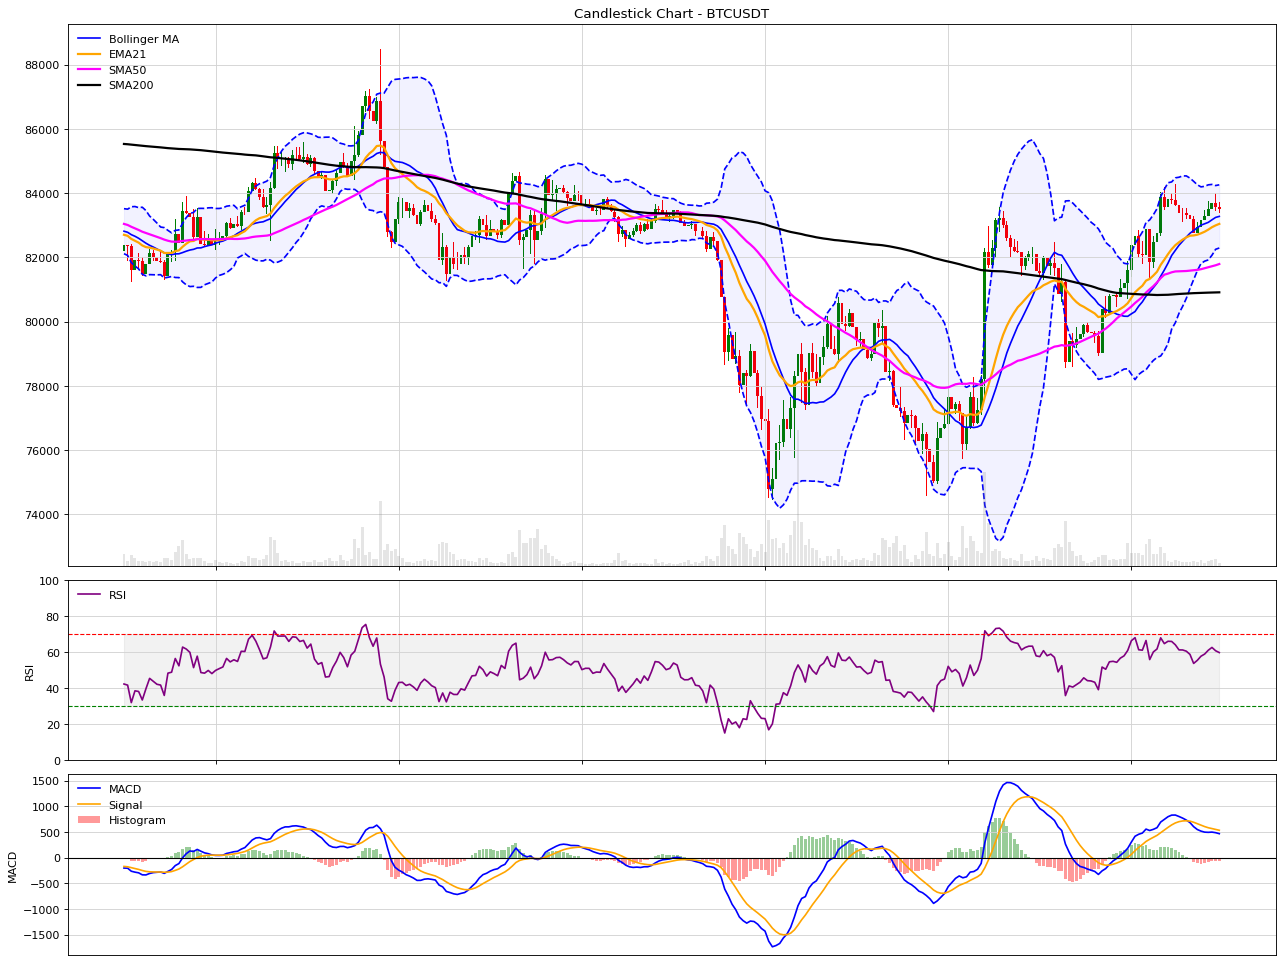 Candlestick Chart - BTCUSDT
Bollinger MA
EMA21
SMA50
SMA200
88000
86000
84000
82000
80000
78000
76000
74000
RSI
100
80
60
40
20
0
RSI
MACD
Signal
Histogram
1500
1000
500
0
−500
−1000
−1500
MACD